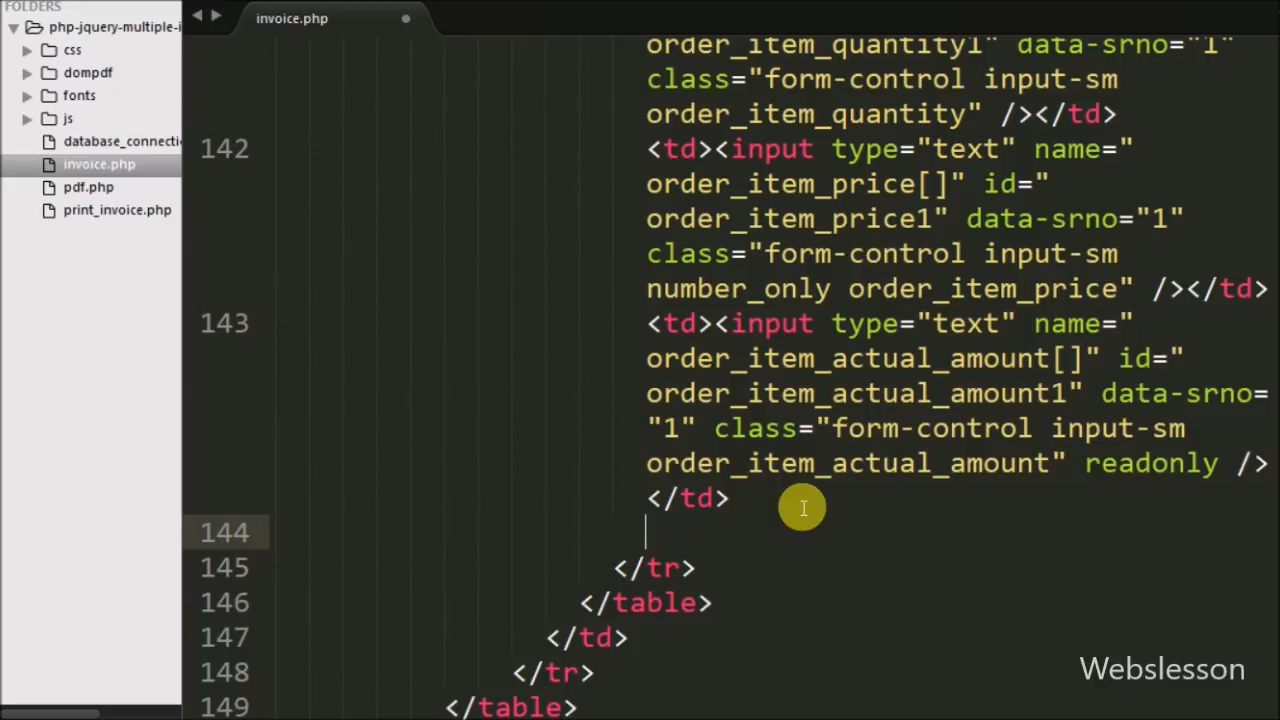 FOLDERS
php-jquery-multiple-i
css
dompdf
fonts
js
database_connecti
invoice.php
pdf.php
print_invoice.php
invoice.php
order_item_quantity1" data-srno="1"
class="form-control input-sm
order_item_quantity" /></td>
142 <td><input type="text" name="
order_item_price[]" id="
order_item_price1" data-srno="1"
class="form-control input-sm
number_only order_item_price" /></td>
143 <td><input type="text" name="
order_item_actual_amount[]" id="
order_item_actual_amount1" data-srno=
"1" class="form-control input-sm
order_item_actual_amount" readonly />
</td>
144
145 </tr>
146 </table>
147 </td>
148 </tr>
149 </table>
Webslesson